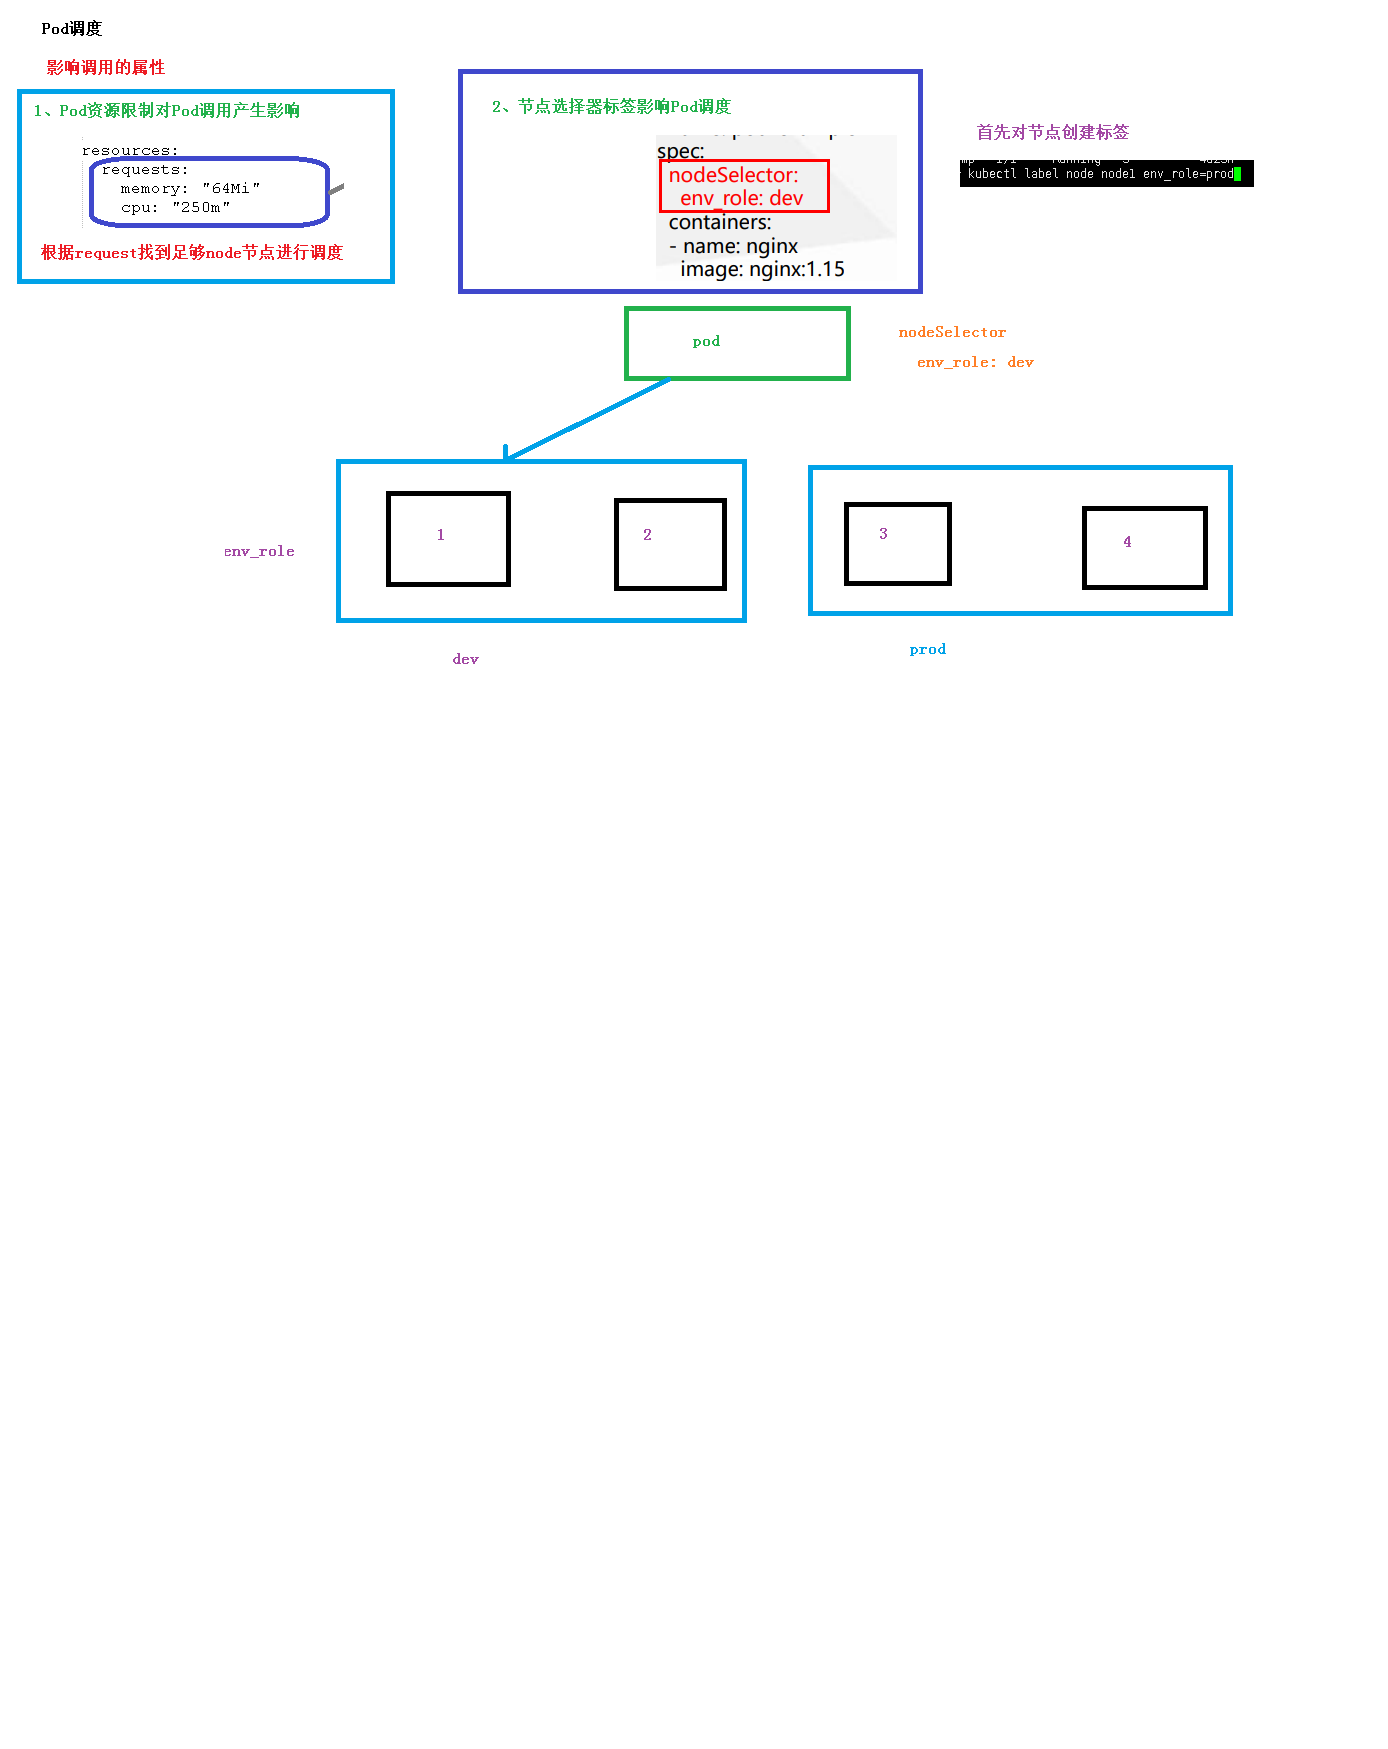 Pod调度
影响调用的属性
1、Pod资源限制对Pod调用产生影响
resources:
requests:
memory: "64Mi"
cpu: "250m"
根据request找到足够node节点进行调度
2、节点选择器标签影响Pod调度
spec:
nodeSelector:
env_role: dev
containers:
- name: nginx
image: nginx:1.15
首先对节点创建标签
kubectl label node node1 env_role=prod
pod
nodeSelector
env_role: dev
env_role
1
2
3
4
dev
prod